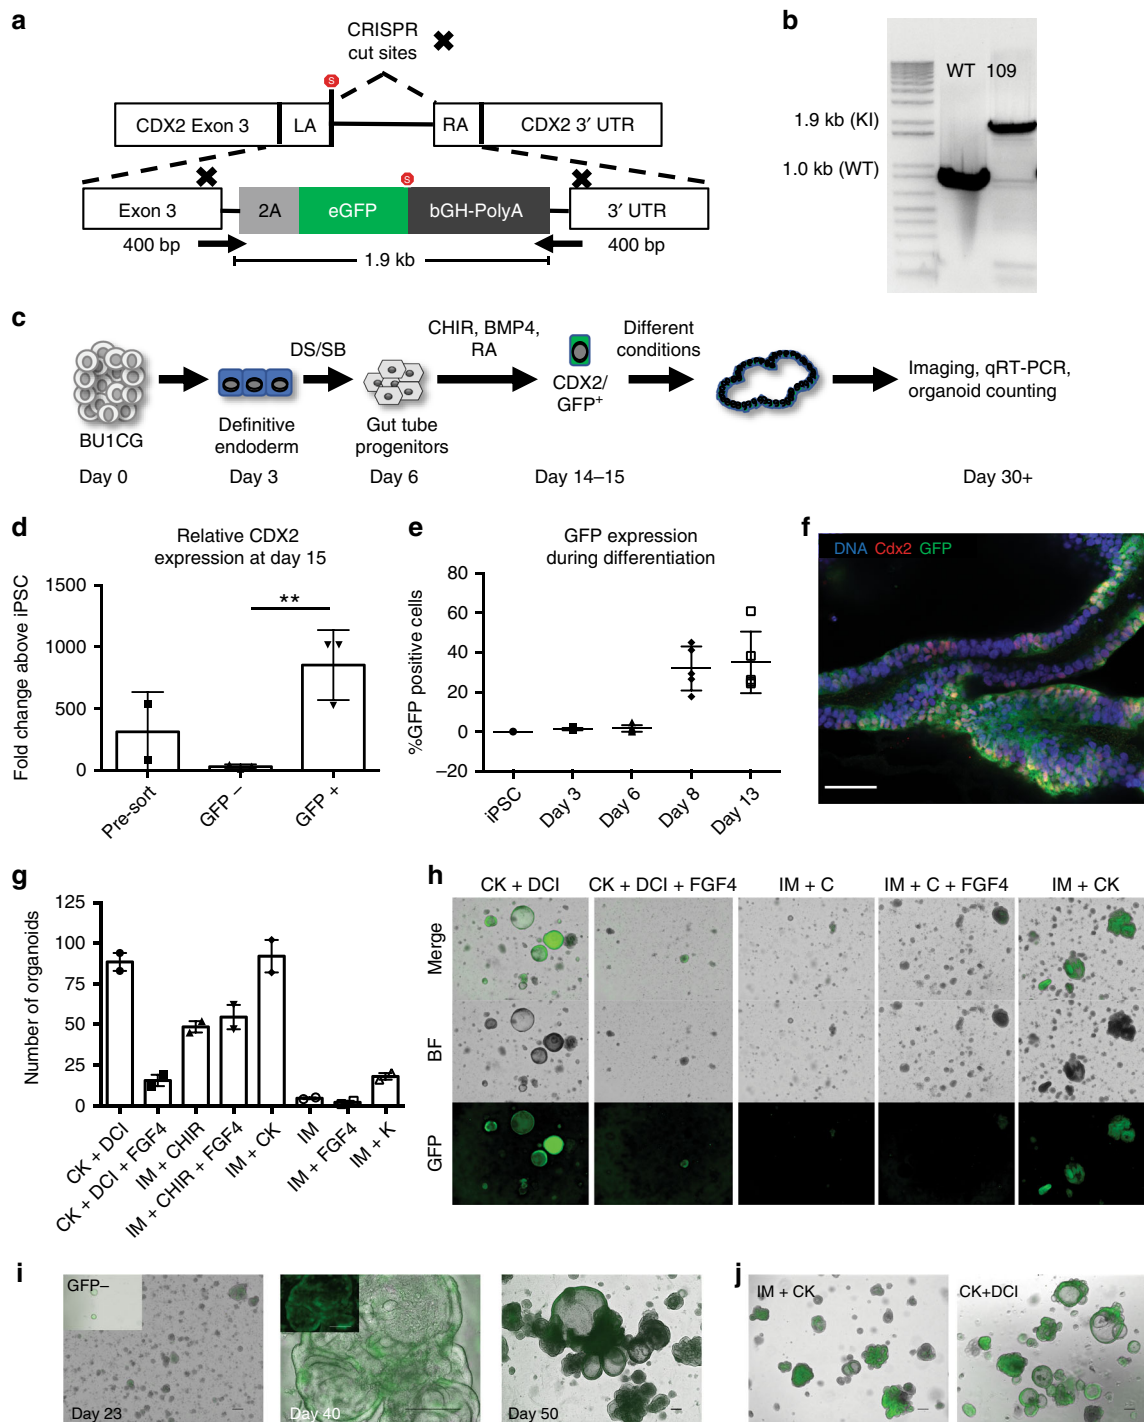 a
CRISPR
cut sites
S
CDX2 Exon 3
LA
RA
CDX2 3′ UTR
S
Exon 3
2A
eGFP
bGH-PolyA
3′ UTR
400 bp
400 bp
1.9 kb
b
WT 109
1.9 kb (KI)
1.0 kb (WT)
c
BU1CG
Definitive
endoderm
DS/SB
Gut tube
progenitors
CHIR, BMP4,
RA
CDX2/
GFP+
Different
conditions
Imaging, qRT-PCR,
organoid counting
Day 0
Day 3
Day 6
Day 14–15
Day 30+
d
Relative CDX2
expression at day 15
Fold change above iPSC
1500
1000
500
0
**
Pre-sort
GFP –
GFP +
e
GFP expression
during differentiation
%GFP positive cells
80
60
40
20
0
–20
iPSC
Day 3
Day 6
Day 8
Day 13
f
DNA Cdx2 GFP
g
Number of organoids
125
100
75
50
25
0
CK + DCI
CK + DCI + FGF4
IM + CHIR
IM + CHIR + FGF4
IM + CK
IM
IM + FGF4
IM + K
h
CK + DCI
CK + DCI + FGF4
IM + C
IM + C + FGF4
IM + CK
Merge
BF
GFP
i
GFP–
Day 23
Day 40
Day 50
j
IM + CK
CK+DCI